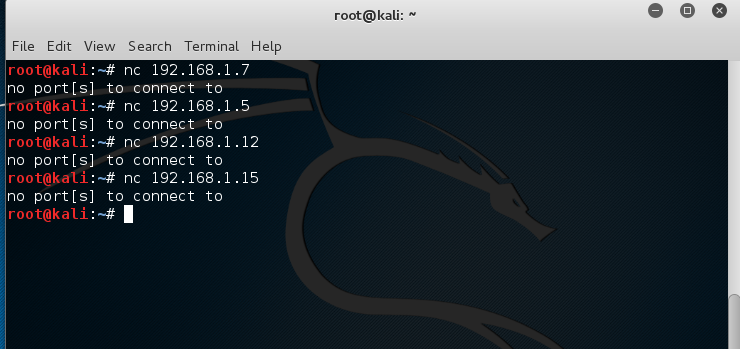 root@kali: ~
File Edit View Search Terminal Help
root@kali:~# nc 192.168.1.7
no port[s] to connect to
root@kali:~# nc 192.168.1.5
no port[s] to connect to
root@kali:~# nc 192.168.1.12
no port[s] to connect to
root@kali:~# nc 192.168.1.15
no port[s] to connect to
root@kali:~#